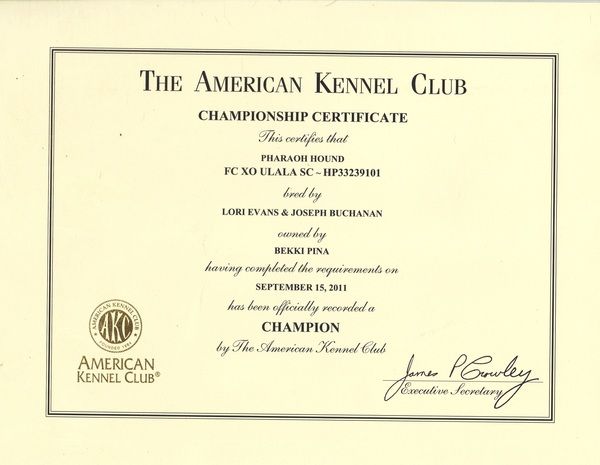 THE AMERICAN KENNEL CLUB
CHAMPIONSHIP CERTIFICATE
This certifies that
PHARAOH HOUND
FC XO ULALA SC ~ HP33239101
bred by
LORI EVANS & JOSEPH BUCHANAN
owned by
BEKKI PINA
having completed the requirements on
SEPTEMBER 15, 2011
has been officially recorded a
CHAMPION
by The American Kennel Club
AMERICAN KENNEL CLUB
AKC
FOUNDED 1884
AMERICAN
KENNEL CLUB®
James P Crowley
Executive Secretary